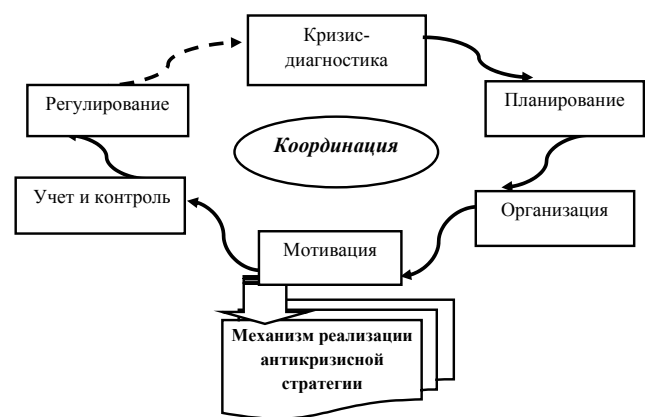 Кризис-
диагностика
Регулирование
Планирование
Координация
Учет и контроль
Организация
Мотивация
Механизм реализации
антикризисной
стратегии